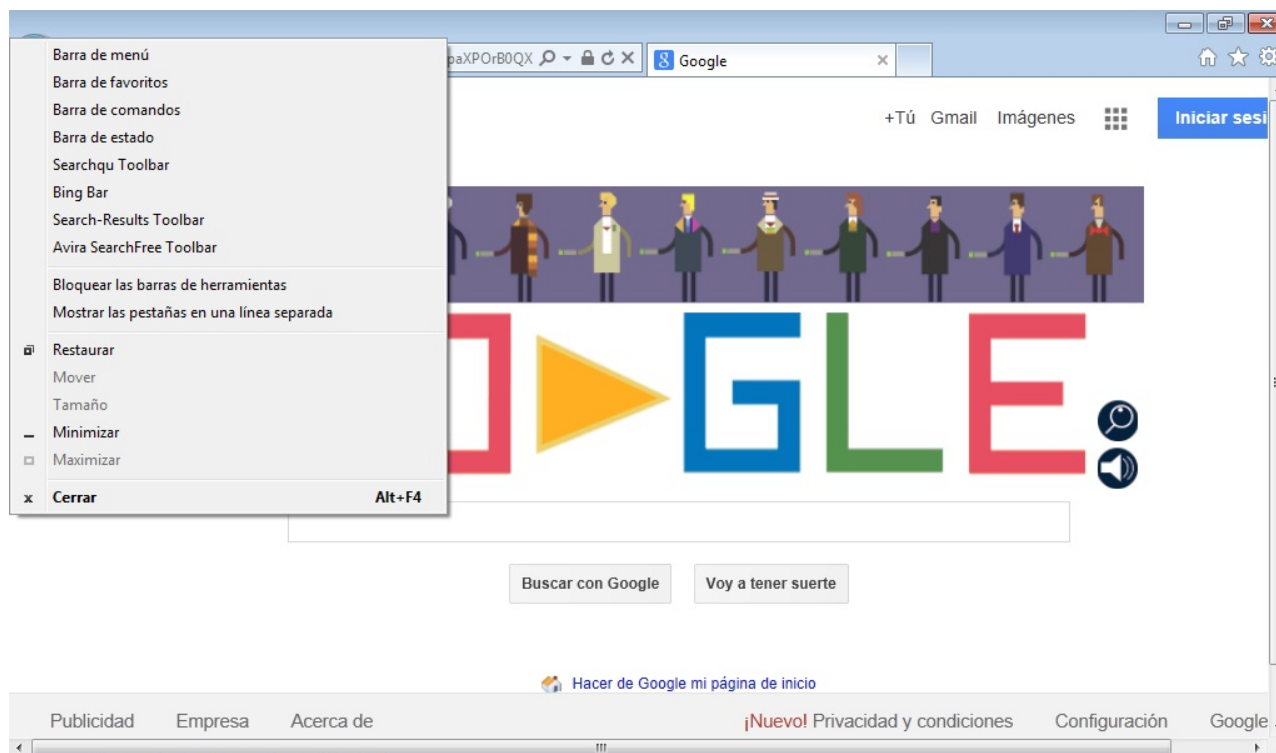 Barra de menú
Barra de favoritos
Barra de comandos
Barra de estado
Searchqu Toolbar
Bing Bar
Search-Results Toolbar
Avira SearchFree Toolbar
Bloquear las barras de herramientas
Mostrar las pestañas en una línea separada
Restaurar
Mover
Tamaño
Minimizar
Maximizar
Cerrar Alt+F4
paXPOrB0QX
Google
+Tú Gmail Imágenes Iniciar sesi
GLE
Buscar con Google Voy a tener suerte
Hacer de Google mi página de inicio
Publicidad Empresa Acerca de ¡Nuevo! Privacidad y condiciones Configuración Google